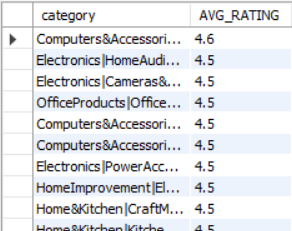 category AVG_RATING
Computers&Accessori... 4.6
Electronics|HomeAudi... 4.5
Electronics|Cameras&... 4.5
OfficeProducts|Office... 4.5
Computers&Accessori... 4.5
Computers&Accessori... 4.5
Electronics|PowerAcc... 4.5
HomeImprovement|El... 4.5
Home&Kitchen|CraftM... 4.5
Home&Kitchen|Kitche... 4.5